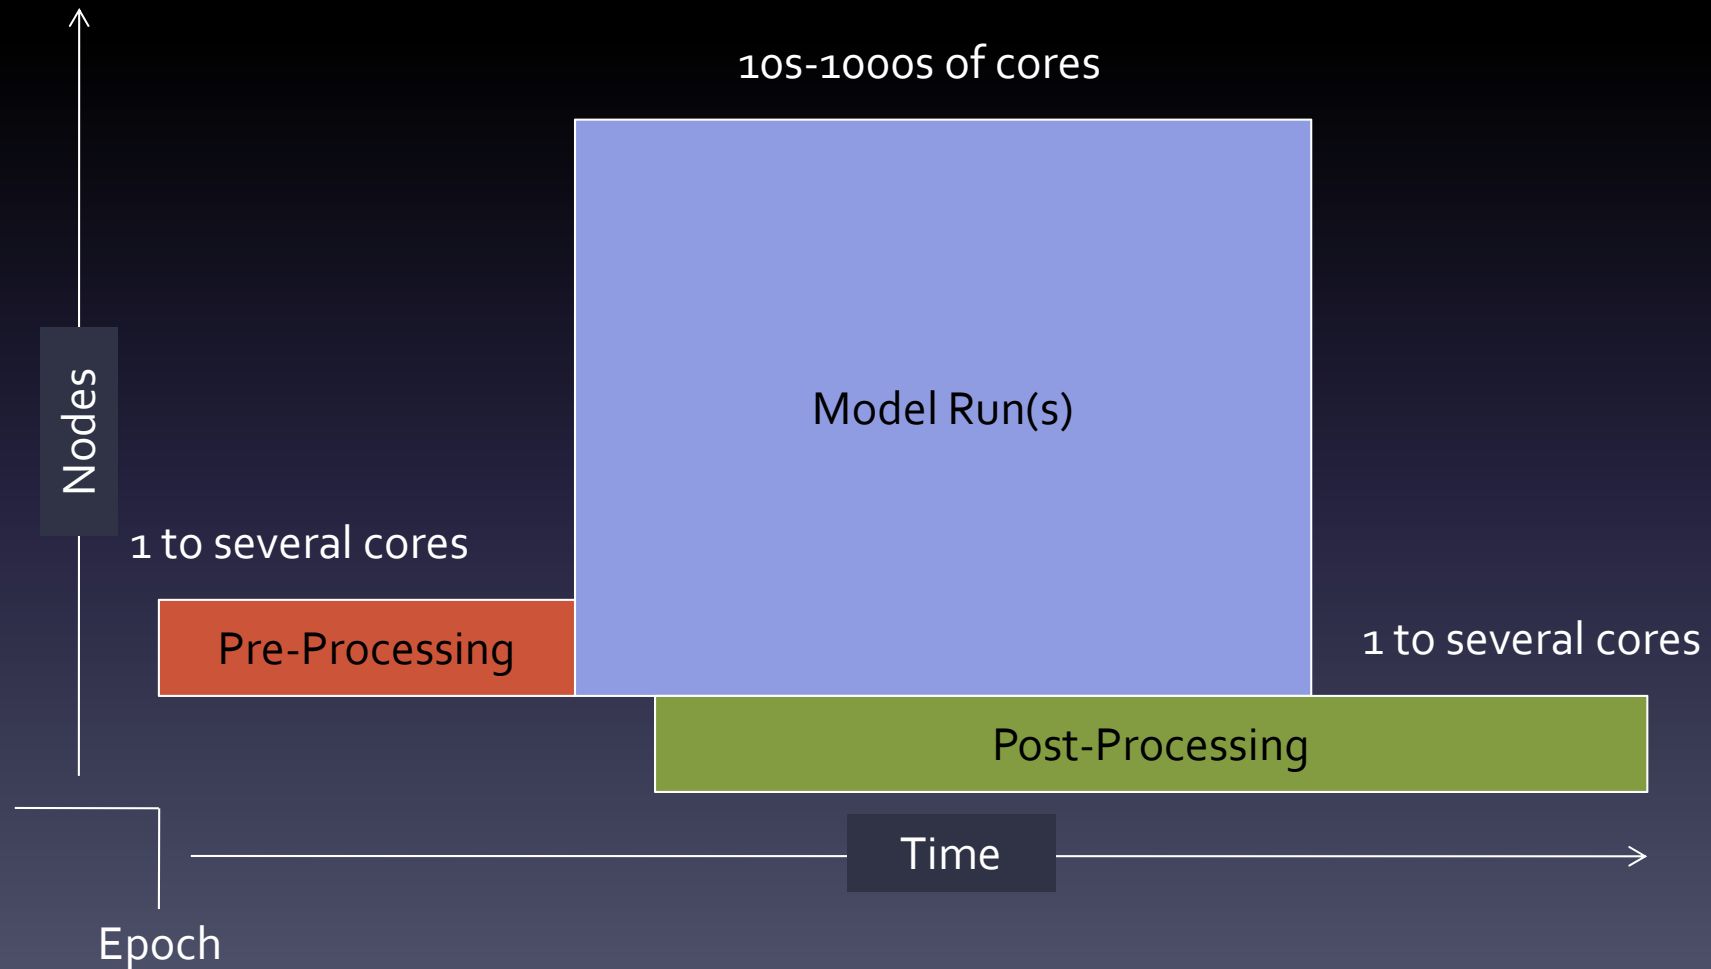 10s-1000s of cores
Model Run(s)
Nodes
1 to several cores
Pre-Processing
1 to several cores
Post-Processing
Time
Epoch